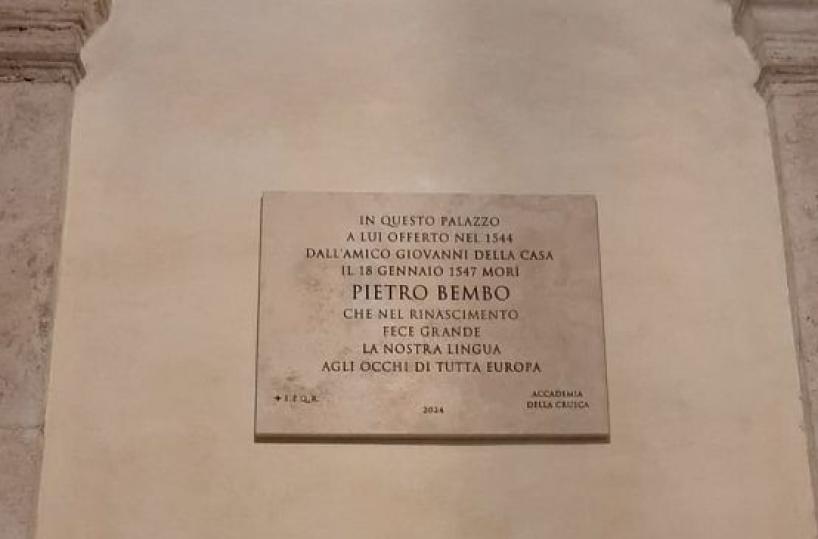 IN QUESTO PALAZZO
A LUI OFFERTO NEL 1544
DALL'AMICO GIOVANNI DELLA CASA
IL 18 GENNAIO 1547 MORÌ
PIETRO BEMBO
CHE NEL RINASCIMENTO
FECE GRANDE
LA NOSTRA LINGUA
AGLI OCCHI DI TUTTA EUROPA
S.P.Q.R.
2024
ACCADEMIA
DELLA CRUSCA